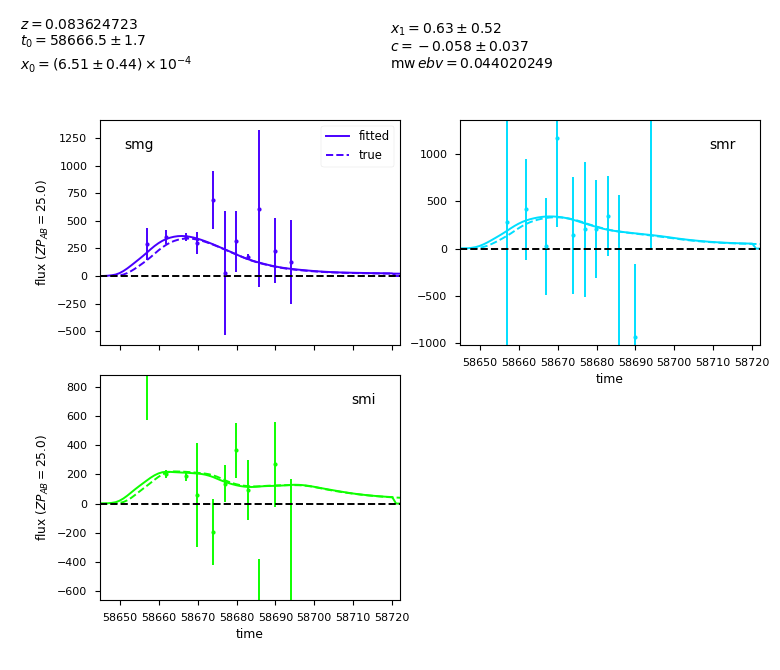 z = 0.083624723
t₀ = 58666.5 ± 1.7
x₀ = (6.51 ± 0.44) × 10⁻⁴
x₁ = 0.63 ± 0.52
c = −0.058 ± 0.037
mw ebv = 0.044020249
smg
fitted
true
1250
1000
750
500
250
0
−250
−500
flux (ZP_AB = 25.0)
smr
1000
500
0
−500
−1000
58650 58660 58670 58680 58690 58700 58710 58720
time
smi
800
600
400
200
0
−200
−400
−600
flux (ZP_AB = 25.0)
58650 58660 58670 58680 58690 58700 58710 58720
time